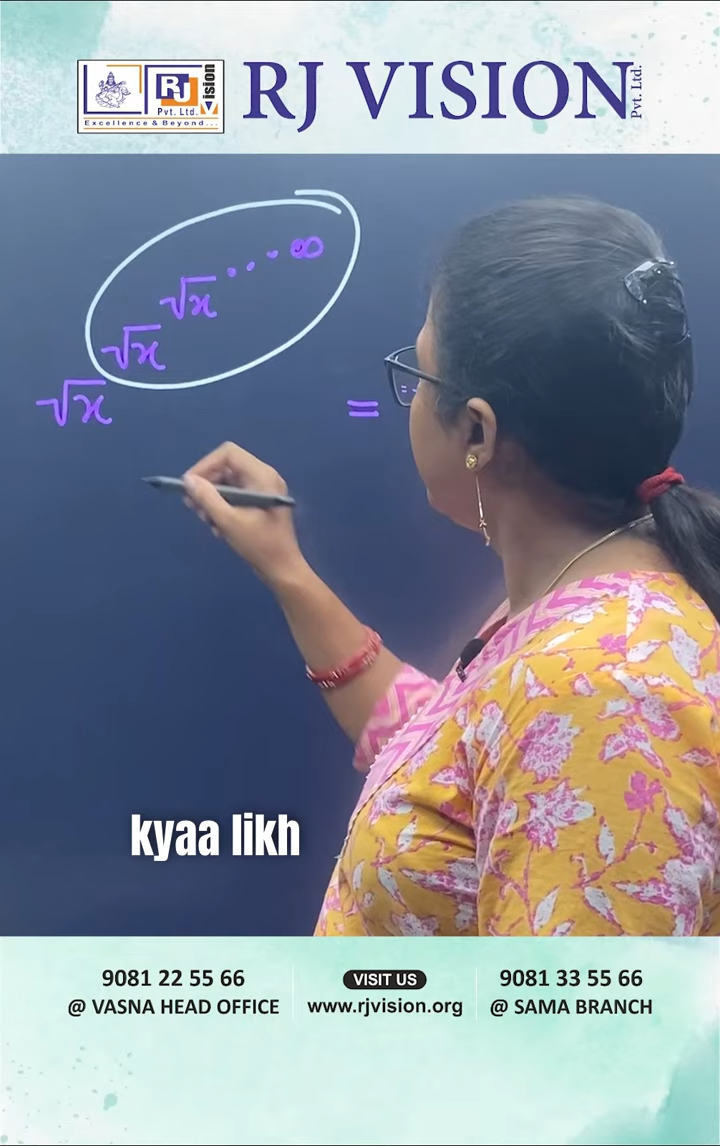 RJ Vision
Pvt. Ltd.
Excellence & Beyond...
RJ VISION Pvt. Ltd.
√x^√x^√x^...∞ =
kyaa likh
9081 22 55 66
@ VASNA HEAD OFFICE
VISIT US
www.rjvision.org
9081 33 55 66
@ SAMA BRANCH